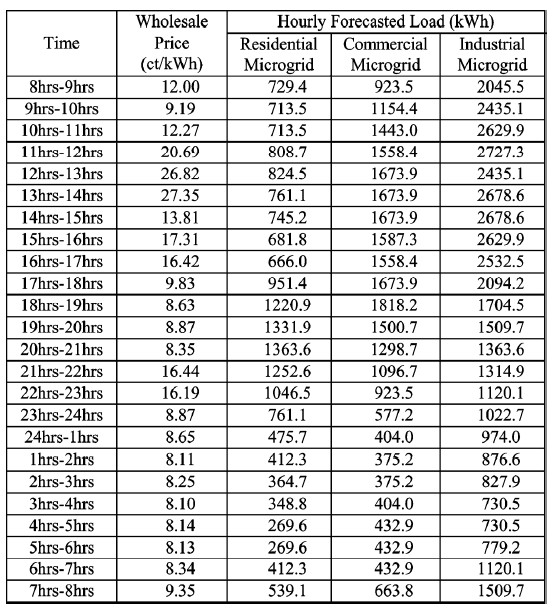 Time Wholesale Price (ct/kWh) Hourly Forecasted Load (kWh)
Residential Microgrid Commercial Microgrid Industrial Microgrid
8hrs-9hrs 12.00 729.4 923.5 2045.5
9hrs-10hrs 9.19 713.5 1154.4 2435.1
10hrs-11hrs 12.27 713.5 1443.0 2629.9
11hrs-12hrs 20.69 808.7 1558.4 2727.3
12hrs-13hrs 26.82 824.5 1673.9 2435.1
13hrs-14hrs 27.35 761.1 1673.9 2678.6
14hrs-15hrs 13.81 745.2 1673.9 2678.6
15hrs-16hrs 17.31 681.8 1587.3 2629.9
16hrs-17hrs 16.42 666.0 1558.4 2532.5
17hrs-18hrs 9.83 951.4 1673.9 2094.2
18hrs-19hrs 8.63 1220.9 1818.2 1704.5
19hrs-20hrs 8.87 1331.9 1500.7 1509.7
20hrs-21hrs 8.35 1363.6 1298.7 1363.6
21hrs-22hrs 16.44 1252.6 1096.7 1314.9
22hrs-23hrs 16.19 1046.5 923.5 1120.1
23hrs-24hrs 8.87 761.1 577.2 1022.7
24hrs-1hrs 8.65 475.7 404.0 974.0
1hrs-2hrs 8.11 412.3 375.2 876.6
2hrs-3hrs 8.25 364.7 375.2 827.9
3hrs-4hrs 8.10 348.8 404.0 730.5
4hrs-5hrs 8.14 269.6 432.9 730.5
5hrs-6hrs 8.13 269.6 432.9 779.2
6hrs-7hrs 8.34 412.3 432.9 1120.1
7hrs-8hrs 9.35 539.1 663.8 1509.7